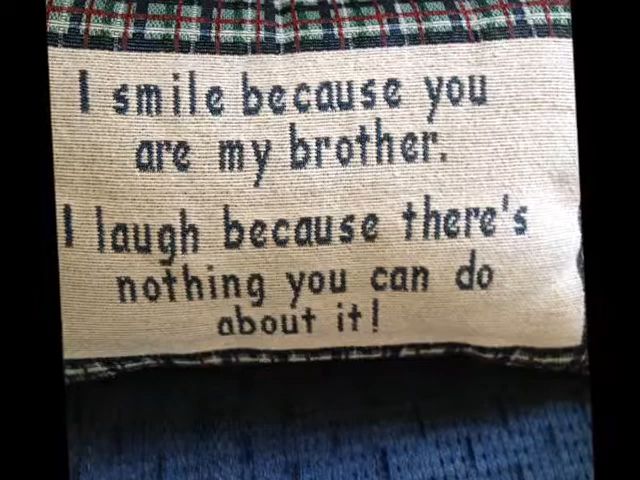 I smile because you
are my brother.
I laugh because there's
nothing you can do
about it!